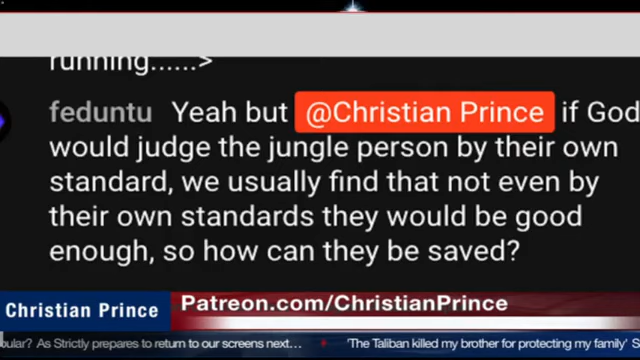 running......>
feduntu Yeah but @Christian Prince if God
would judge the jungle person by their own
standard, we usually find that not even by
their own standards they would be good
enough, so how can they be saved?
Christian Prince Patreon.com/ChristianPrince
pular? As Strictly prepares to return to our screens next... 'The Taliban killed my brother for protecting my family' S